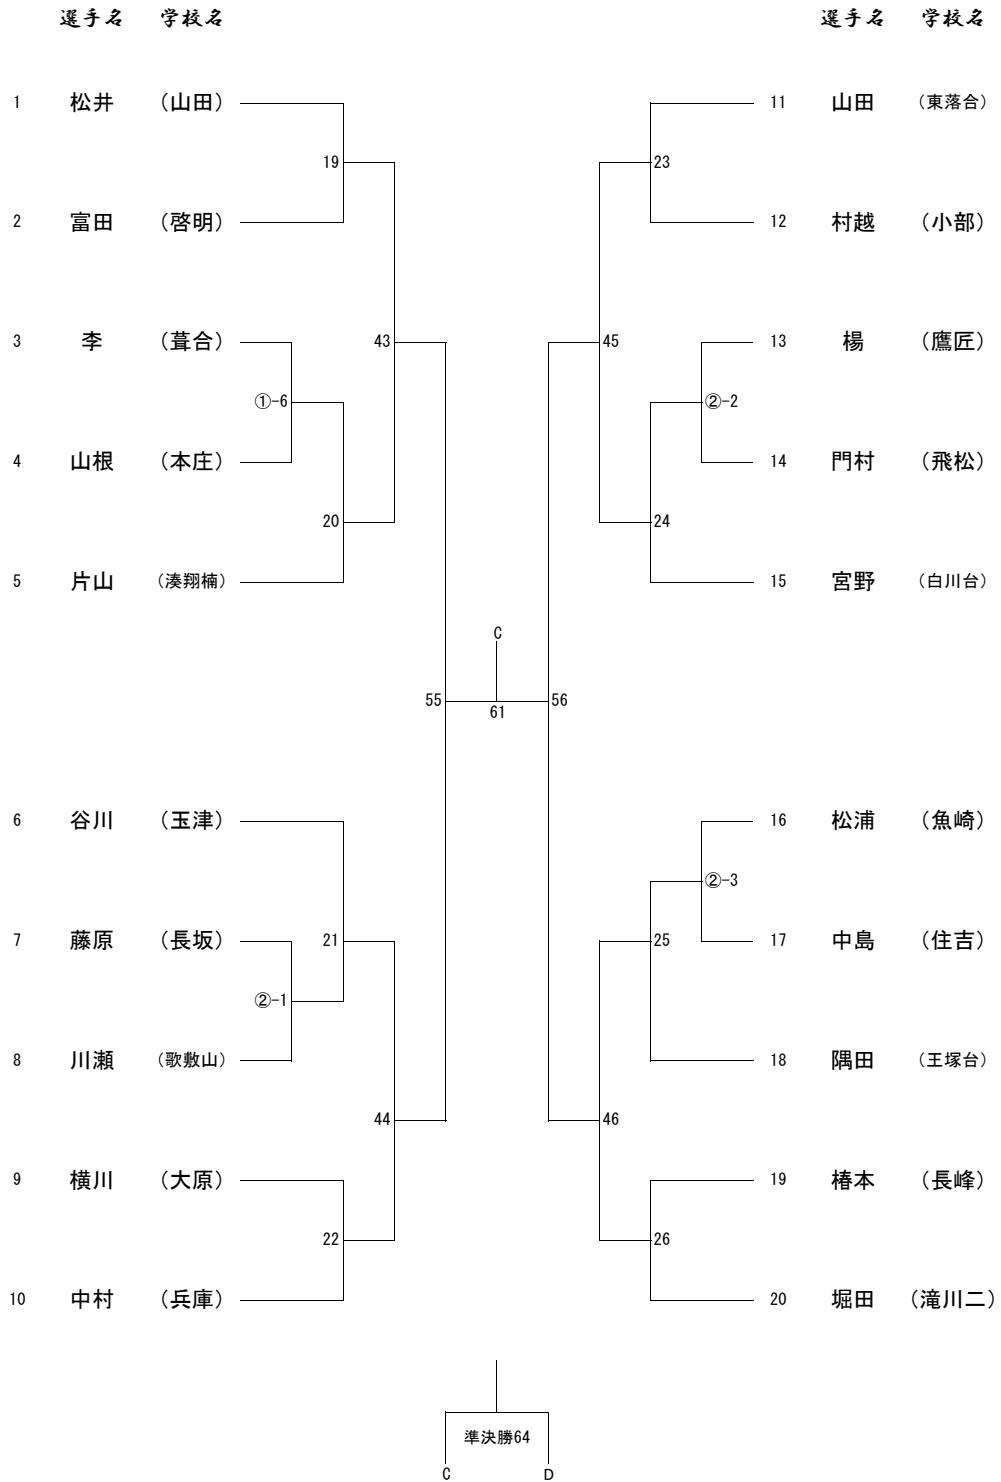 選手名 学校名 選手名 学校名
1 松井 （山田） 11 山田 （東落合）
19 23
2 富田 （啓明） 12 村越 （小部）
3 李 （葺合） 43 45 13 楊 （鷹匠）
①-6 ②-2
4 山根 （本庄） 14 門村 （飛松）
20 24
5 片山 （湊翔楠） 15 宮野 （白川台）
C
55 61 56
6 谷川 （玉津） 16 松浦 （魚崎）
②-3
7 藤原 （長坂） 21 25 17 中島 （住吉）
②-1
8 川瀬 （歌敷山） 18 隅田 （王塚台）
44 46
9 横川 （大原） 19 椿本 （長峰）
22 26
10 中村 （兵庫） 20 堀田 （滝川二）
準決勝64
C D